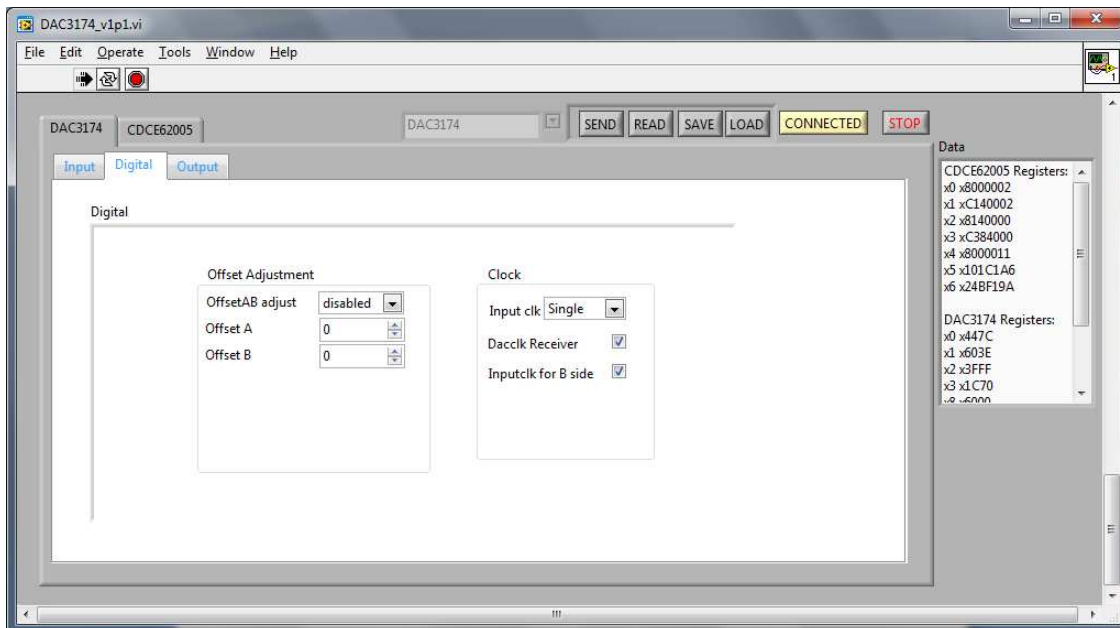 DAC3174_v1p1.vi
File Edit Operate Tools Window Help
1
DAC3174 CDCE62005 DAC3174 SEND READ SAVE LOAD CONNECTED STOP
Input Digital Output
Digital
Offset Adjustment
OffsetAB adjust disabled
Offset A 0
Offset B 0
Clock
Input clk Single
Dacclk Receiver
Inputclk for B side
Data
CDCE62005 Registers:
x0 x8000002
x1 xC140002
x2 x8140000
x3 xC384000
x4 x8000011
x5 x101C1A6
x6 x24BF19A
DAC3174 Registers:
x0 x447C
x1 x603E
x2 x3FFF
x3 x1C70
x8 x6000